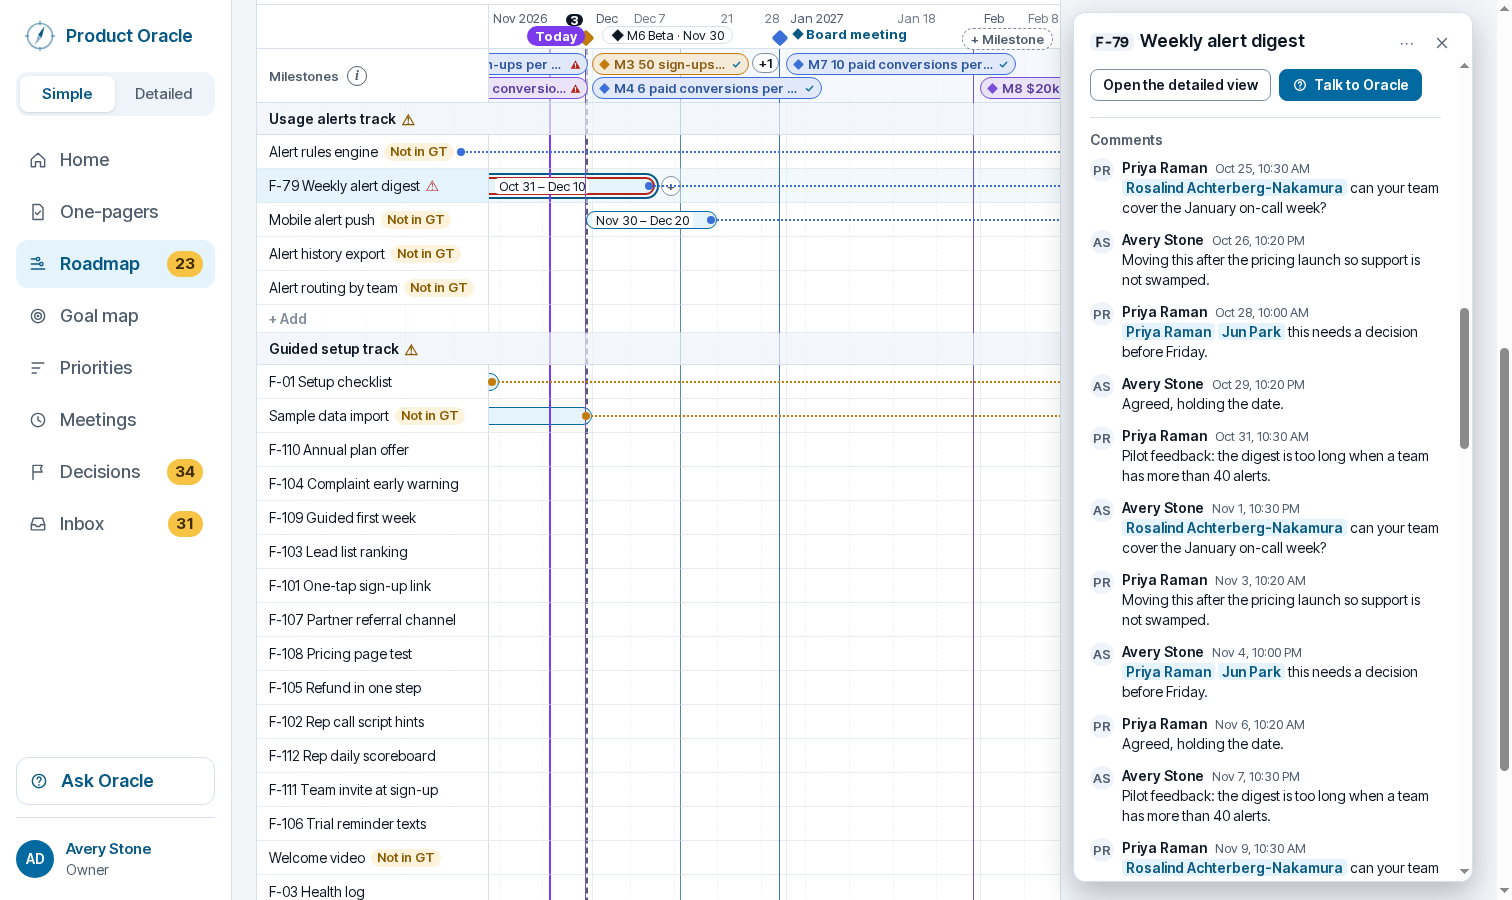 Product Oracle
Simple
Detailed
Home
One-pagers
Roadmap
23
Goal map
Priorities
Meetings
Decisions
34
Inbox
31
Ask Oracle
AD
Avery Stone
Owner
Nov 2026
3
Dec
Dec 7
21
28
Jan 2027
Jan 18
Feb
Feb 8
Today
M6 Beta · Nov 30
Board meeting
+ Milestone
Milestones
i
n-ups per ...
M3 50 sign-ups...
+1
M7 10 paid conversions per...
conversio...
M4 6 paid conversions per ...
M8 $20k
Usage alerts track
Alert rules engine
Not in GT
F-79 Weekly alert digest
Oct 31 – Dec 10
+
Mobile alert push
Not in GT
Nov 30 – Dec 20
Alert history export
Not in GT
Alert routing by team
Not in GT
+ Add
Guided setup track
F-01 Setup checklist
Sample data import
Not in GT
F-110 Annual plan offer
F-104 Complaint early warning
F-109 Guided first week
F-103 Lead list ranking
F-101 One-tap sign-up link
F-107 Partner referral channel
F-108 Pricing page test
F-105 Refund in one step
F-102 Rep call script hints
F-112 Rep daily scoreboard
F-111 Team invite at sign-up
F-106 Trial reminder texts
Welcome video
Not in GT
F-03 Health log
F-79 Weekly alert digest
Open the detailed view
Talk to Oracle
Comments
PR
Priya Raman Oct 25, 10:30 AM
Rosalind Achterberg-Nakamura can your team
cover the January on-call week?
AS
Avery Stone Oct 26, 10:20 PM
Moving this after the pricing launch so support is
not swamped.
PR
Priya Raman Oct 28, 10:00 AM
Priya Raman Jun Park this needs a decision
before Friday.
AS
Avery Stone Oct 29, 10:20 PM
Agreed, holding the date.
PR
Priya Raman Oct 31, 10:30 AM
Pilot feedback: the digest is too long when a team
has more than 40 alerts.
AS
Avery Stone Nov 1, 10:30 PM
Rosalind Achterberg-Nakamura can your team
cover the January on-call week?
PR
Priya Raman Nov 3, 10:20 AM
Moving this after the pricing launch so support is
not swamped.
AS
Avery Stone Nov 4, 10:00 PM
Priya Raman Jun Park this needs a decision
before Friday.
PR
Priya Raman Nov 6, 10:20 AM
Agreed, holding the date.
AS
Avery Stone Nov 7, 10:30 PM
Pilot feedback: the digest is too long when a team
has more than 40 alerts.
PR
Priya Raman Nov 9, 10:30 AM
Rosalind Achterberg-Nakamura can your team